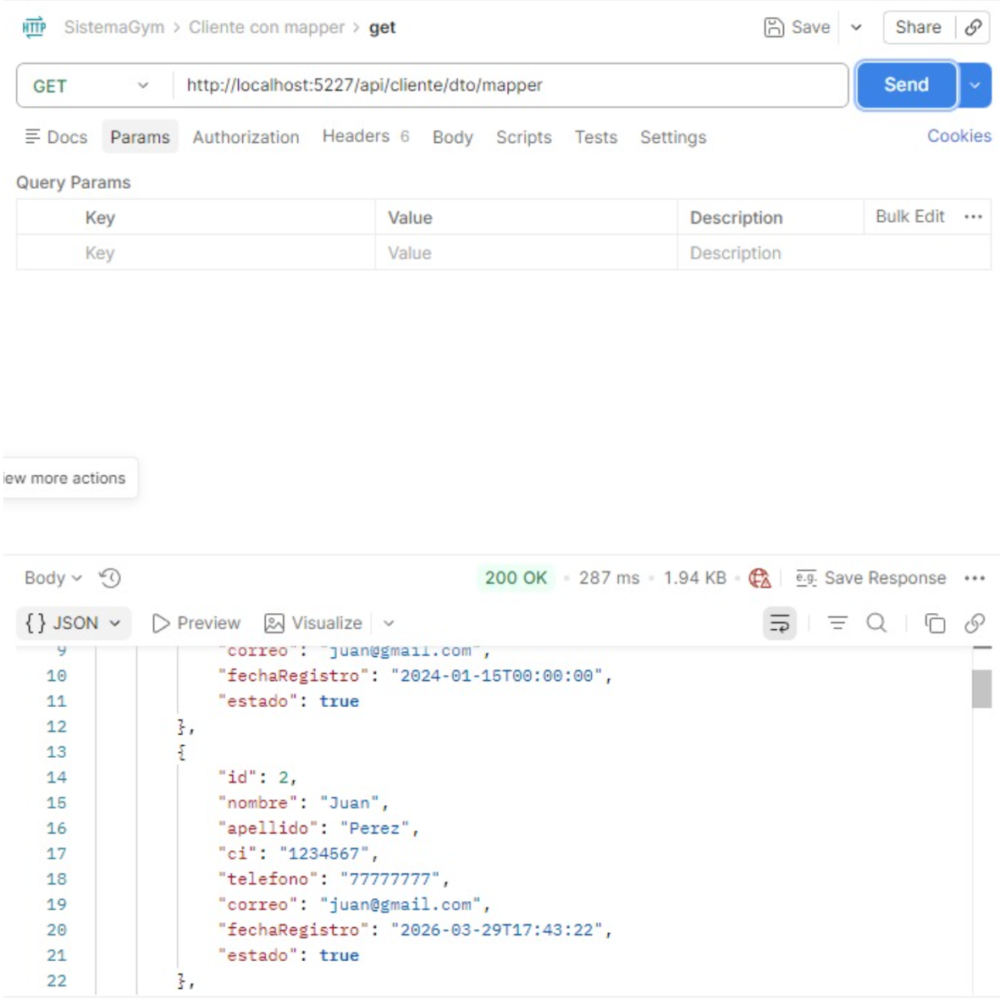 HTTP SistemaGym > Cliente con mapper > get Save Share
GET http://localhost:5227/api/cliente/dto/mapper Send
Docs Params Authorization Headers 6 Body Scripts Tests Settings Cookies
Query Params
Key Value Description Bulk Edit ...
Key Value Description
iew more actions
Body 200 OK • 287 ms • 1.94 KB • e.g. Save Response ...
{} JSON Preview Visualize
9 "correo": "juan@gmail.com",
10 "fechaRegistro": "2024-01-15T00:00:00",
11 "estado": true
12 },
13 {
14 "id": 2,
15 "nombre": "Juan",
16 "apellido": "Perez",
17 "ci": "1234567",
18 "telefono": "77777777",
19 "correo": "juan@gmail.com",
20 "fechaRegistro": "2026-03-29T17:43:22",
21 "estado": true
22 },